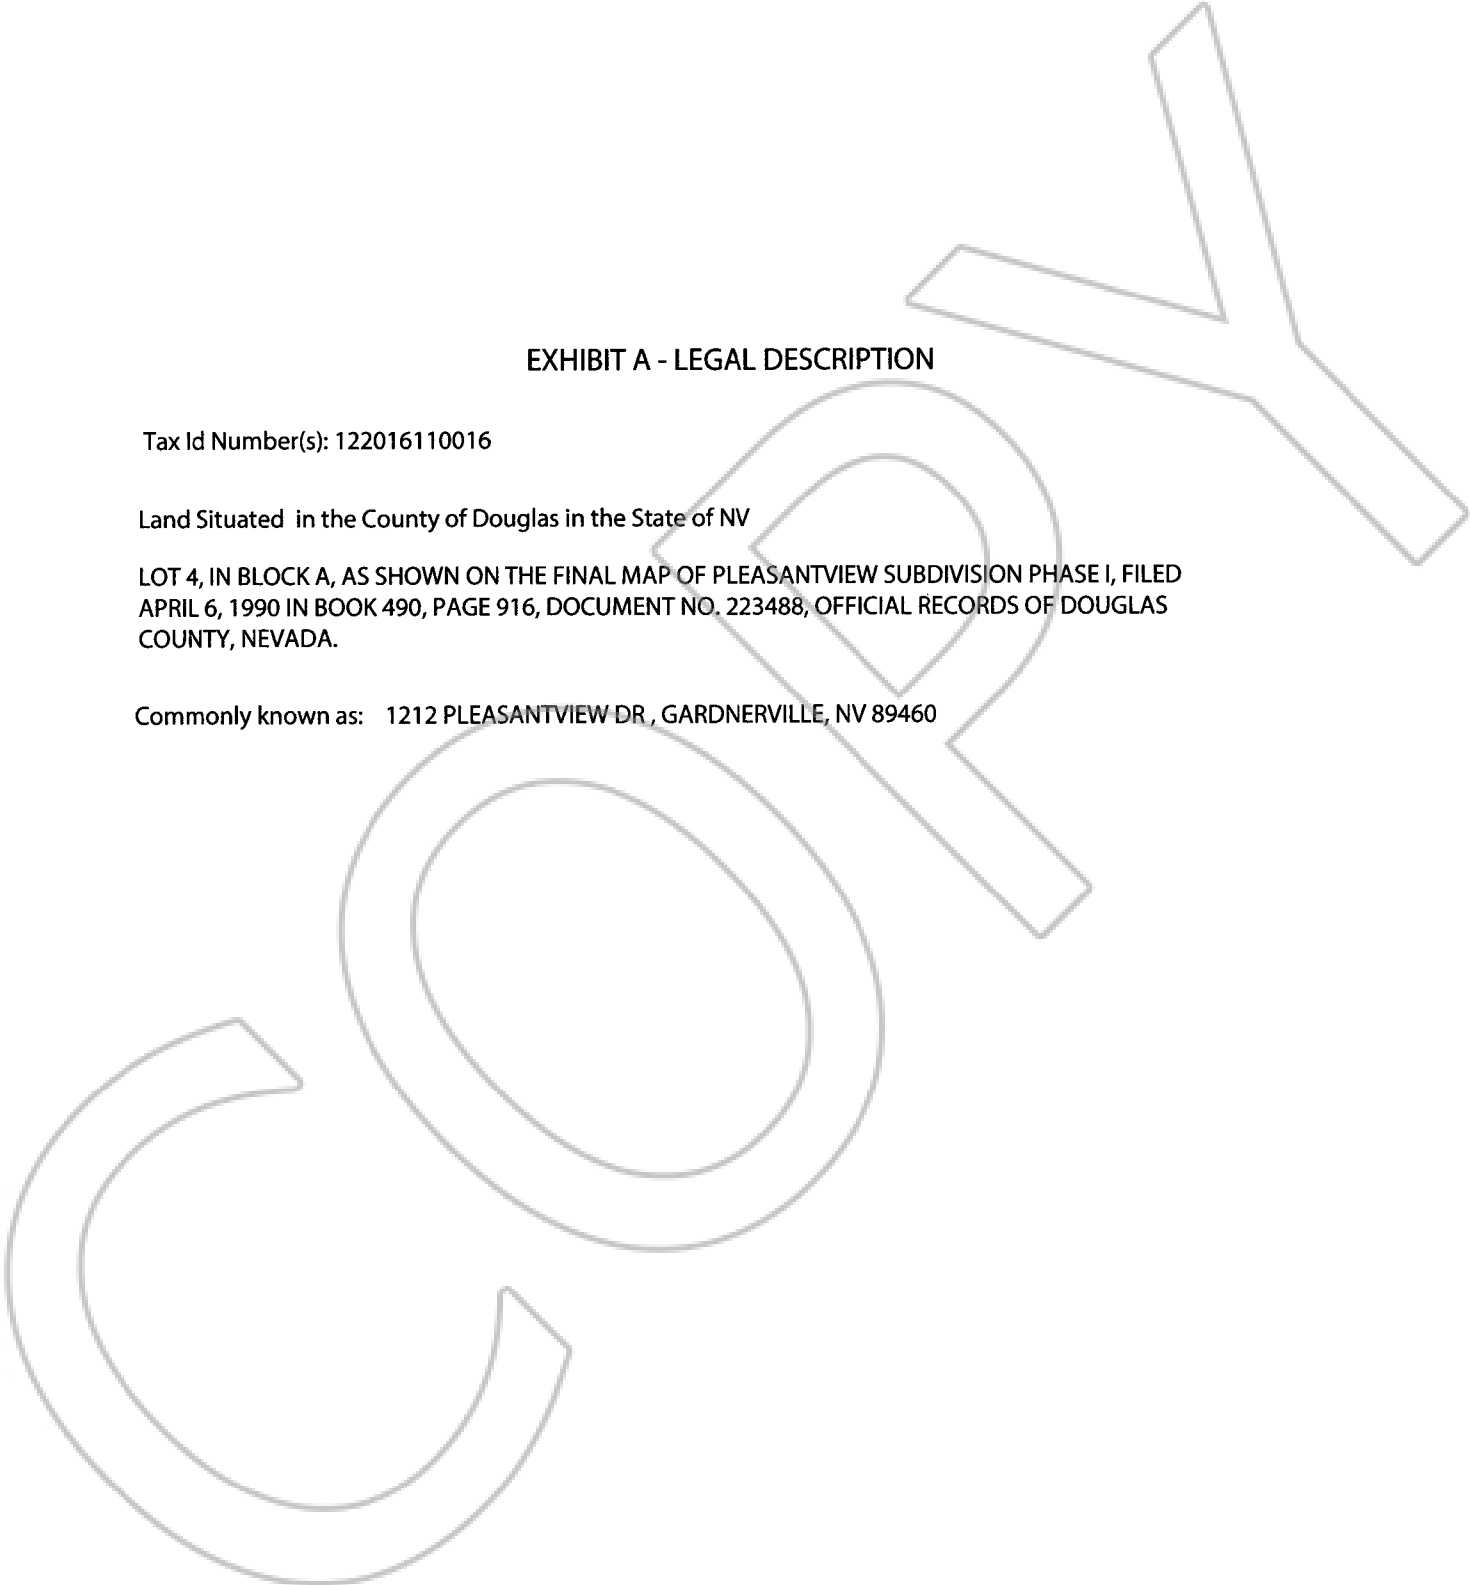 EXHIBIT A - LEGAL DESCRIPTION
Tax Id Number(s): 122016110016
Land Situated in the County of Douglas in the State of NV
LOT 4, IN BLOCK A, AS SHOWN ON THE FINAL MAP OF PLEASANTVIEW SUBDIVISION PHASE I, FILED
APRIL 6, 1990 IN BOOK 490, PAGE 916, DOCUMENT NO. 223488, OFFICIAL RECORDS OF DOUGLAS
COUNTY, NEVADA.
Commonly known as: 1212 PLEASANTVIEW DR , GARDNERVILLE, NV 89460
COPY